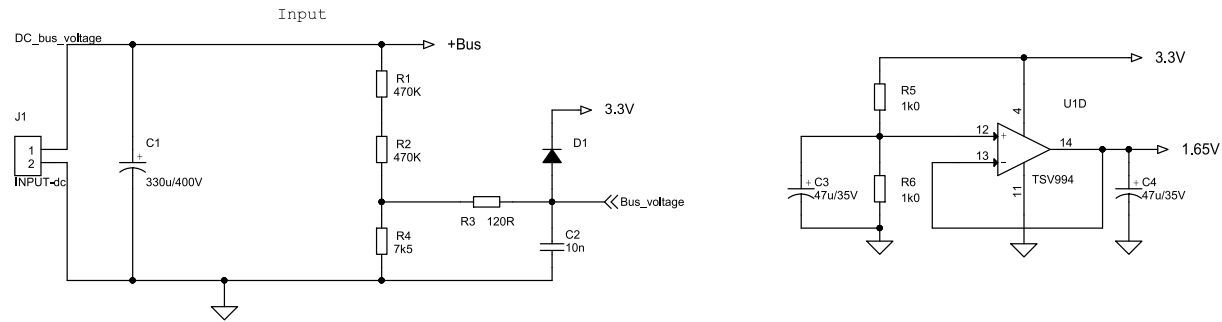 Input
DC_bus_voltage
+Bus
J1
1
2
INPUT-dc
C1
+
330u/400V
R1
470K
R2
470K
R3 120R
R4
7k5
3.3V
D1
Bus_voltage
C2
10n
3.3V
R5
1k0
U1D
4
12
+
13
-
14
11
TSV994
1.65V
C3
+
47u/35V
R6
1k0
C4
+
47u/35V